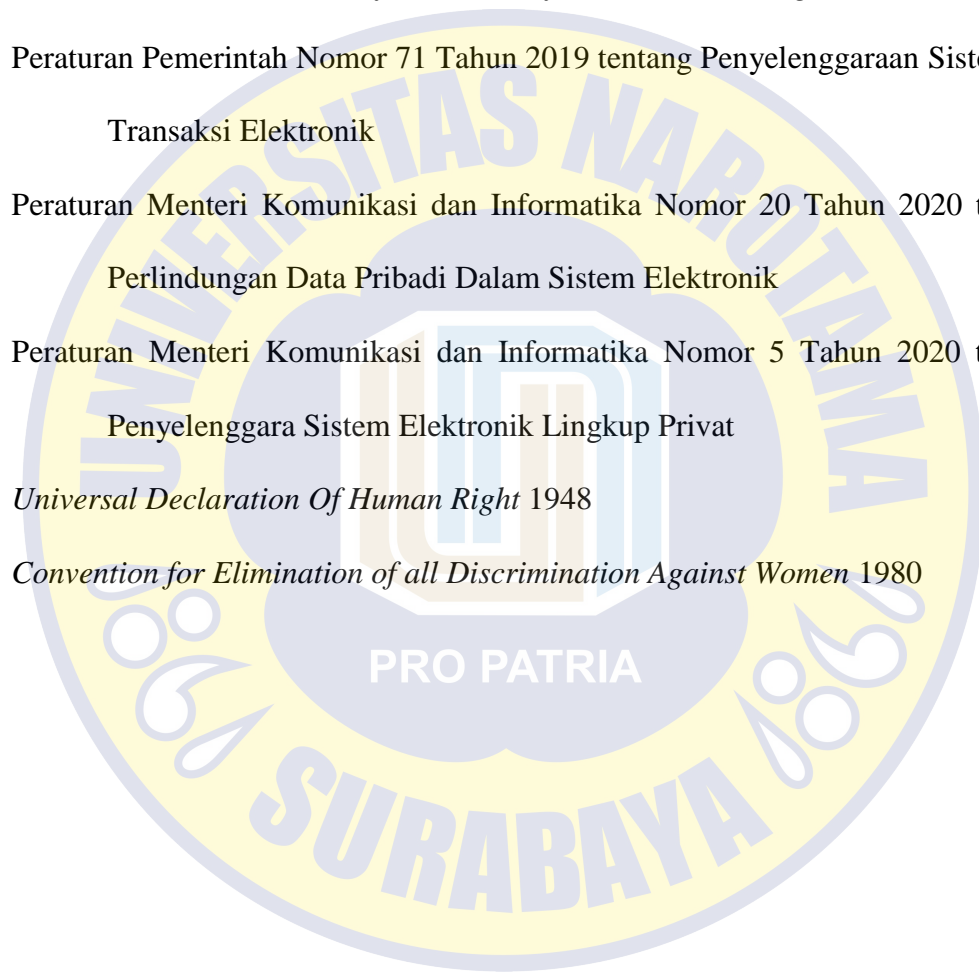 Peraturan Pemerintah Nomor 71 Tahun 2019 tentang Penyelenggaraan
Transaksi Elektronik
Peraturan Menteri Komunikasi dan Informatika Nomor 20 Tahun 2020
Perlindungan Data Pribadi Dalam Sistem Elektronik
Peraturan Menteri Komunikasi dan Informatika Nomor 5 Tahun 2020
Penyelenggara Sistem Elektronik Lingkup Privat
Universal Declaration Of Human Right 1948
Convention for Elimination of all Discrimination Against Women 1980
UNIVERSITAS NAROTAMA
PRO PATRIA
SURABAYA
1981